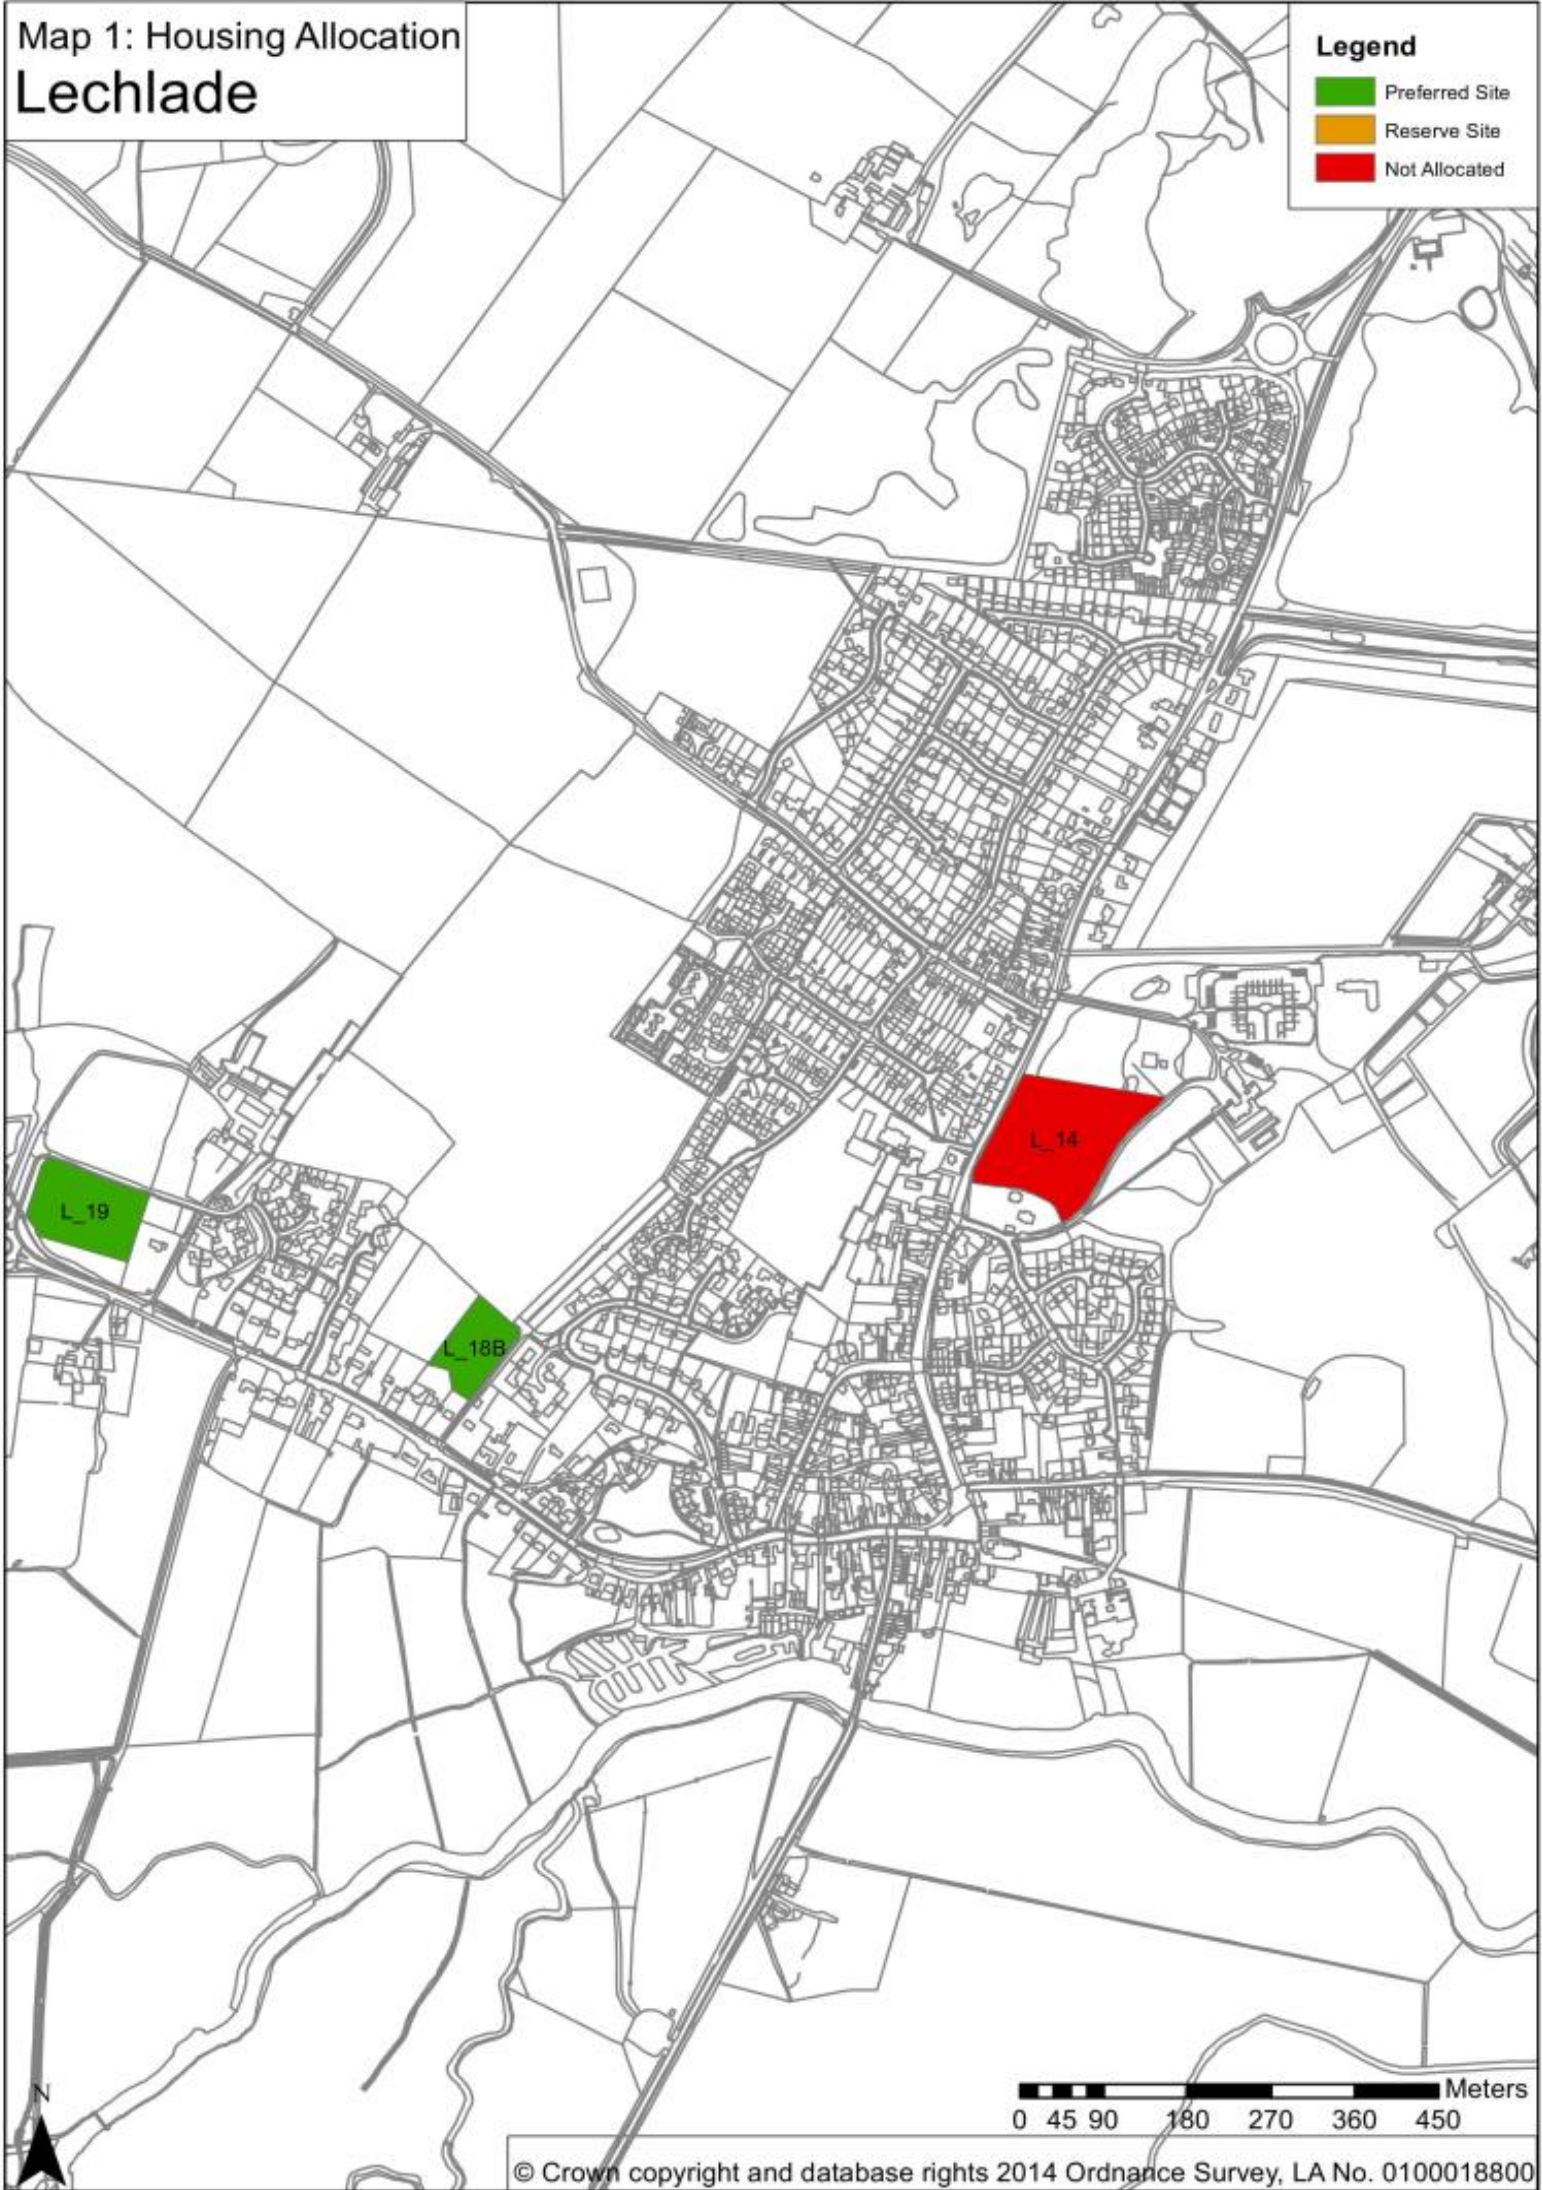 Map 1: Housing Allocation
Lechlade
Legend
Preferred Site
Reserve Site
Not Allocated
L_14
L_19
L_18B
N
Meters
0 45 90 180 270 360 450
© Crown copyright and database rights 2014 Ordnance Survey, LA No. 0100018800